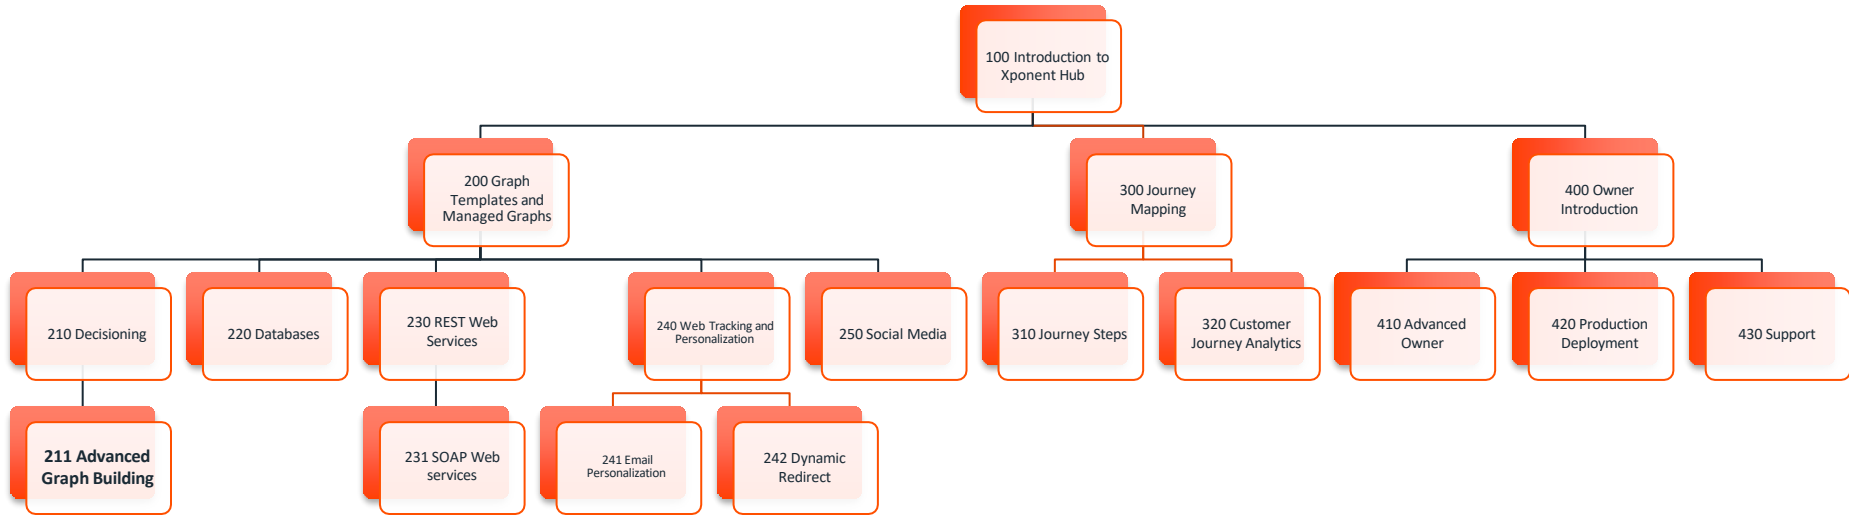 100 Introduction to
Xponent Hub
200 Graph
Templates and
Managed Graphs
300 Journey
Mapping
400 Owner
Introduction
210 Decisioning
220 Databases
230 REST Web
Services
240 Web Tracking and
Personalization
250 Social Media
310 Journey Steps
320 Customer
Journey Analytics
410 Advanced
Owner
420 Production
Deployment
430 Support
211 Advanced
Graph Building
231 SOAP Web
services
241 Email
Personalization
242 Dynamic
Redirect